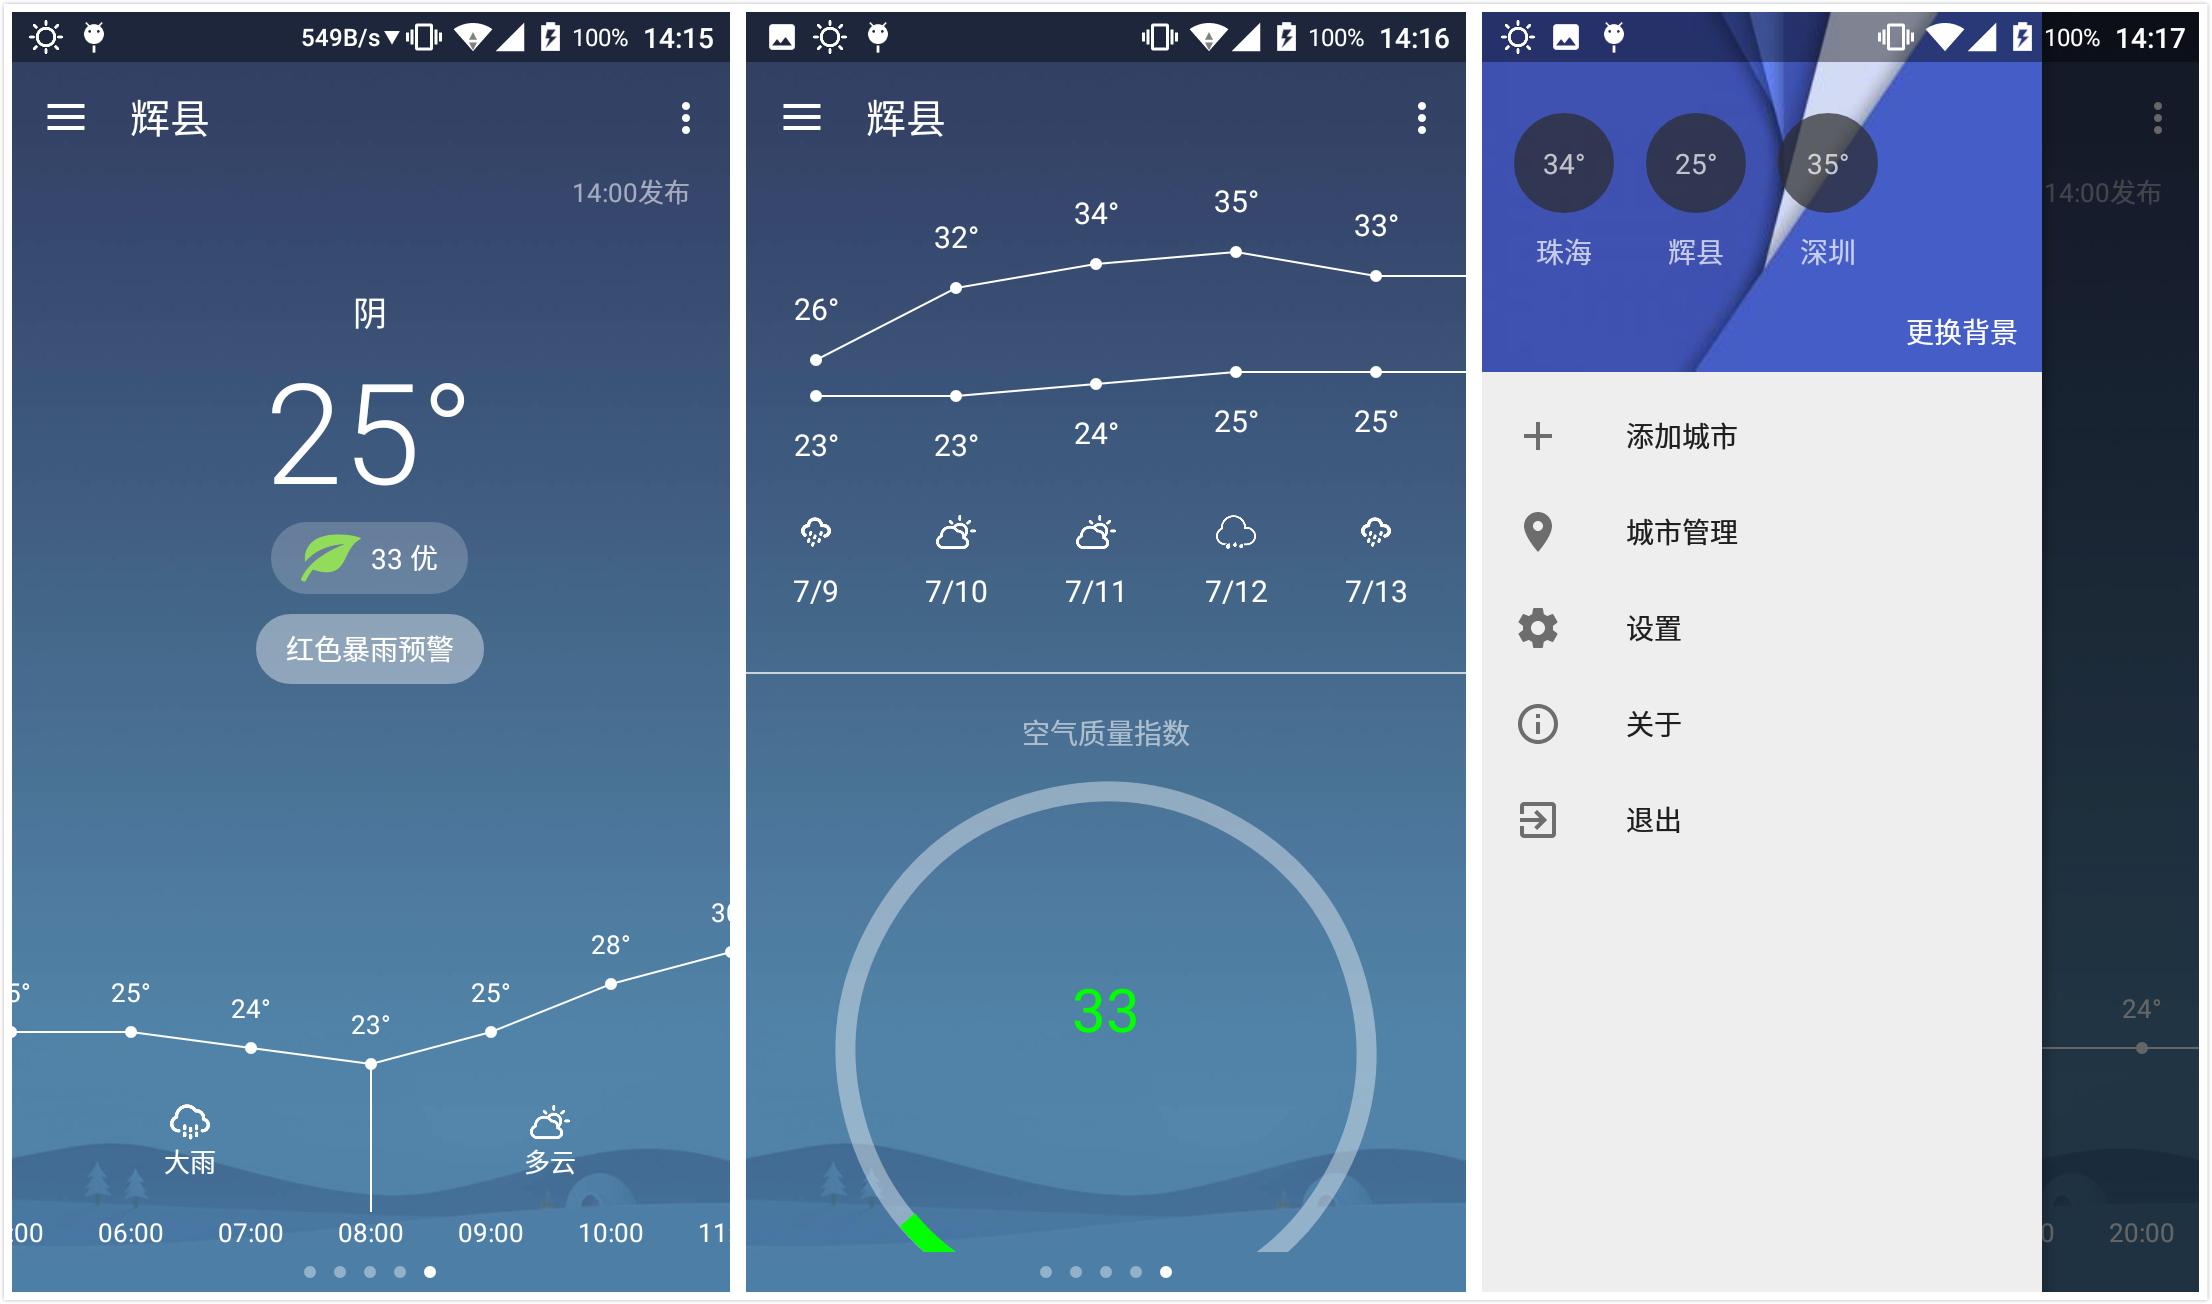 549B/s 100% 14:15
辉县
14:00发布
阴
25°
33 优
红色暴雨预警
25° 24° 23° 25° 28°
大雨 多云
06:00 07:00 08:00 09:00 10:00
100% 14:16
辉县
26° 32° 34° 35° 33°
23° 23° 24° 25° 25°
7/9 7/10 7/11 7/12 7/13
空气质量指数
33
100% 14:17
34° 25° 35°
珠海 辉县 深圳
更换背景
14:00发布
添加城市
城市管理
设置
关于
退出
24°
20:00